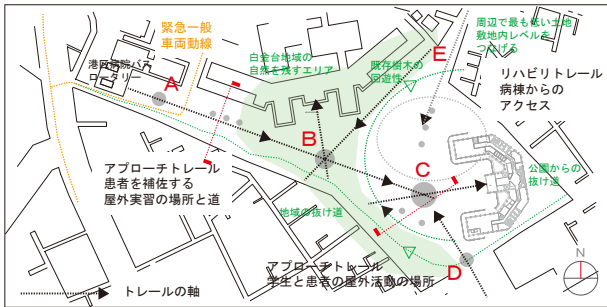 緊急一般
車両動線
港区病院バス
ロータリー
A
白金台地域の
自然を残すエリア
既存樹木の
回遊性
E
周辺で最も低い土地
敷地内レベルを
つなげる
リハビリトレール
病棟からの
アクセス
B
C
アプローチトレール
患者を補佐する
屋外実習の場所と道
地域の抜け道
公園からの
抜け道
アプローチトレール
学生と患者の屋外活動の場所
D
トレールの軸
N